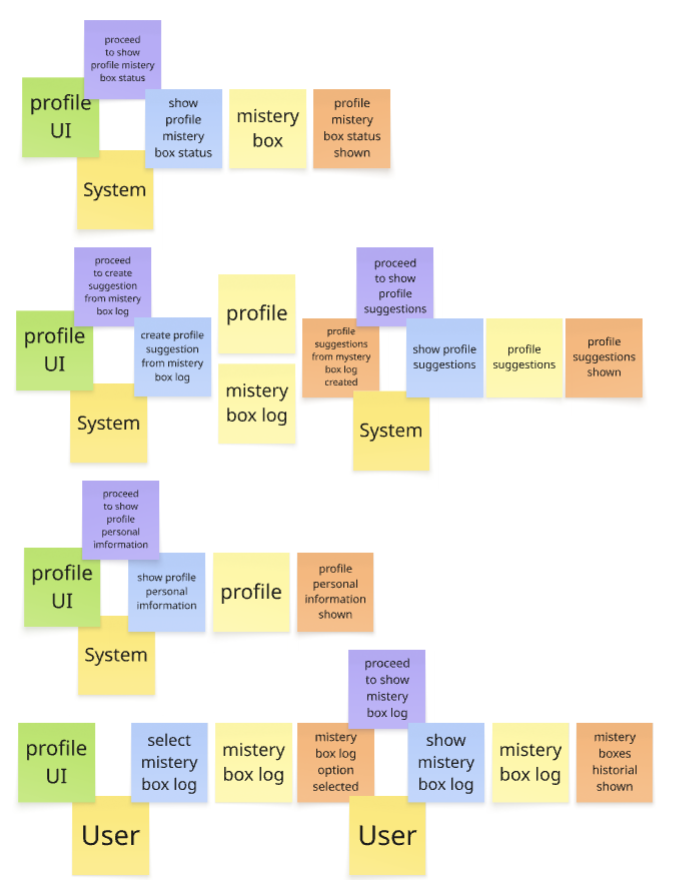 proceed
to show
profile mistery
box status
profile
UI
show
profile
mistery
box status
mistery
box
profile
mistery
box status
shown
System
proceed
to create
suggestion
from mistery
box log
profile
UI
create profile
suggestion
from mistery
box log
profile
mistery
box log
profile
suggestions
from mystery
box log
created
proceed
to show
profile
suggestions
show profile
suggestions
profile
suggestions
profile
suggestions
shown
System
System
proceed
to show
profile
personal
imformation
profile
UI
show profile
personal
imformation
profile
profile
personal
information
shown
System
proceed
to show
mistery
box log
profile
UI
select
mistery
box log
mistery
box log
mistery
box log
option
selected
show
mistery
box log
mistery
box log
mistery
boxes
historial
shown
User
User